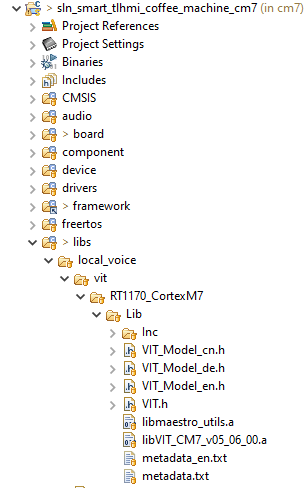 > sln_smart_tlhmi_coffee_machine_cm7 (in cm7)
Project References
Project Settings
Binaries
Includes
CMSIS
audio
> board
component
device
drivers
> framework
freertos
> libs
local_voice
vit
RT1170_CortexM7
Lib
Inc
VIT_Model_cn.h
VIT_Model_de.h
VIT_Model_en.h
VIT.h
libmaestro_utils.a
libVIT_CM7_v05_06_00.a
metadata_en.txt
metadata.txt